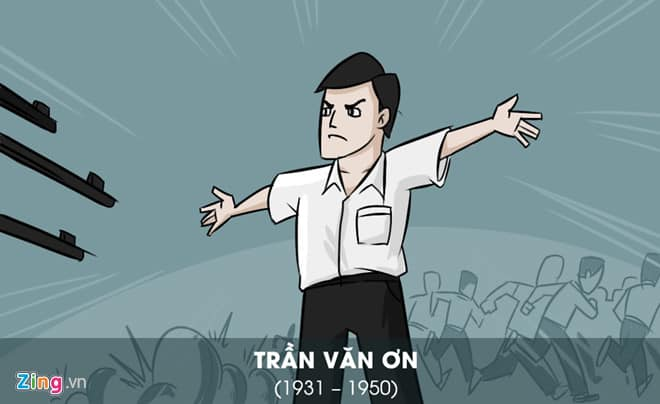 TRẦN VĂN ƠN
(1931 – 1950)
Zing.vn